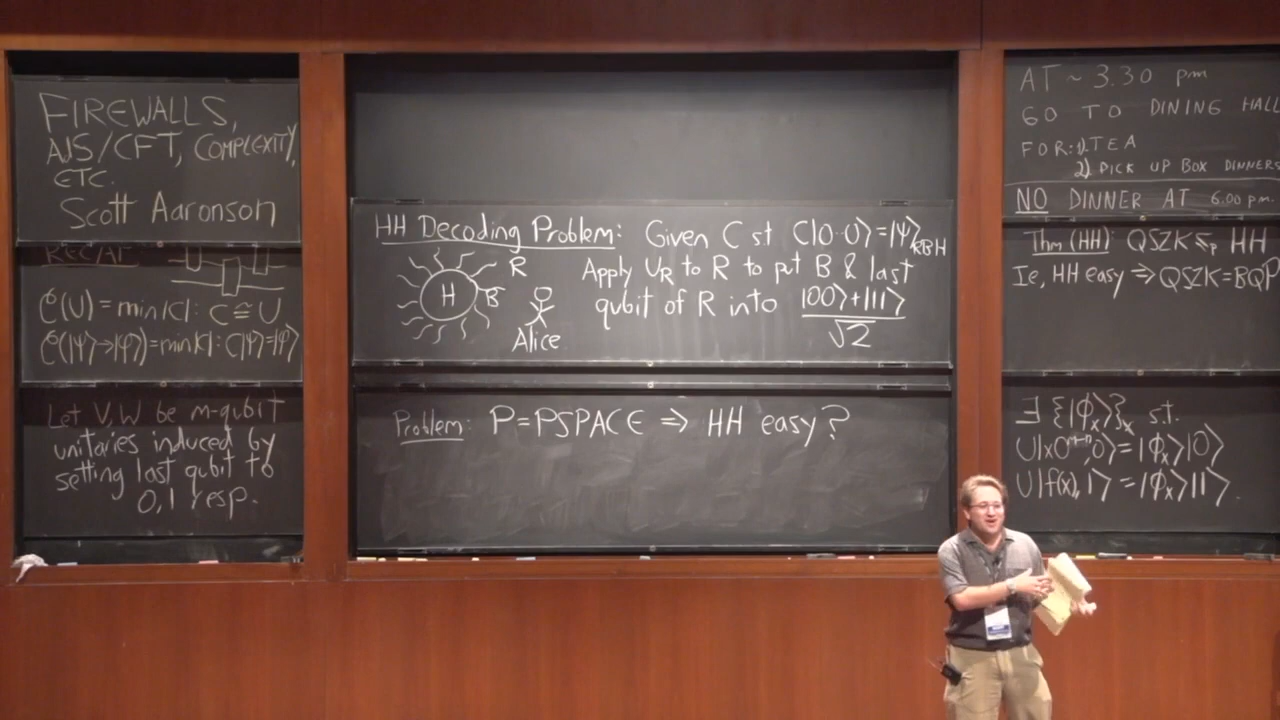 FIREWALLS,
AdS/CFT, COMPLEXITY,
ETC.
Scott Aaronson
RECAP
C(U) = min|C|: C ≅ U
C(|ψ⟩→|φ⟩)=min|C|: C|ψ⟩=|φ⟩
Let V,W be m-qubit
unitaries induced by
setting last qubit to
0,1 resp.
HH Decoding Problem: Given C st C|0..0⟩=|ψ⟩RBH
Apply UR to R to put B & last
qubit of R into |00⟩+|11⟩
√2
R
H
B
Alice
Problem: P=PSPACE ⇒ HH easy?
AT ~ 3.30 pm
GO TO DINING HALL
FOR: 1) TEA
2) PICK UP BOX DINNERS
NO DINNER AT 6.00 pm.
Thm (HH): QSZK ≤p HH
Ie, HH easy ⇒ QSZK=BQP
∃ {|φx⟩}x st.
U|x0^{m-n},0⟩=|φx⟩|0⟩
U|f(x),1⟩=|φx⟩|1⟩.